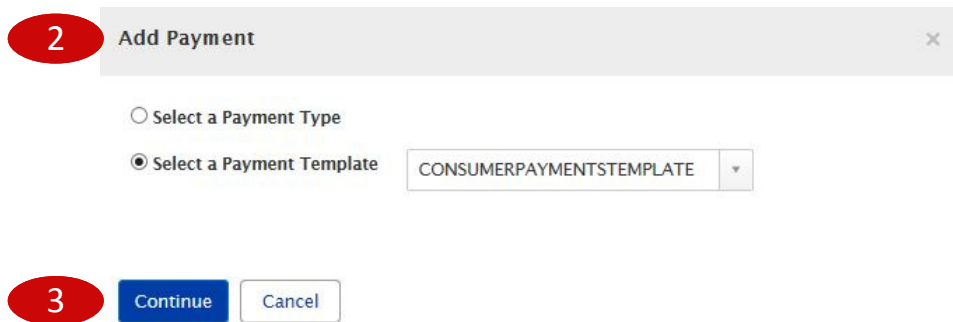 2 Add Payment ×
Select a Payment Type
Select a Payment Template CONSUMERPAYMENTSTEMPLATE
3 Continue Cancel